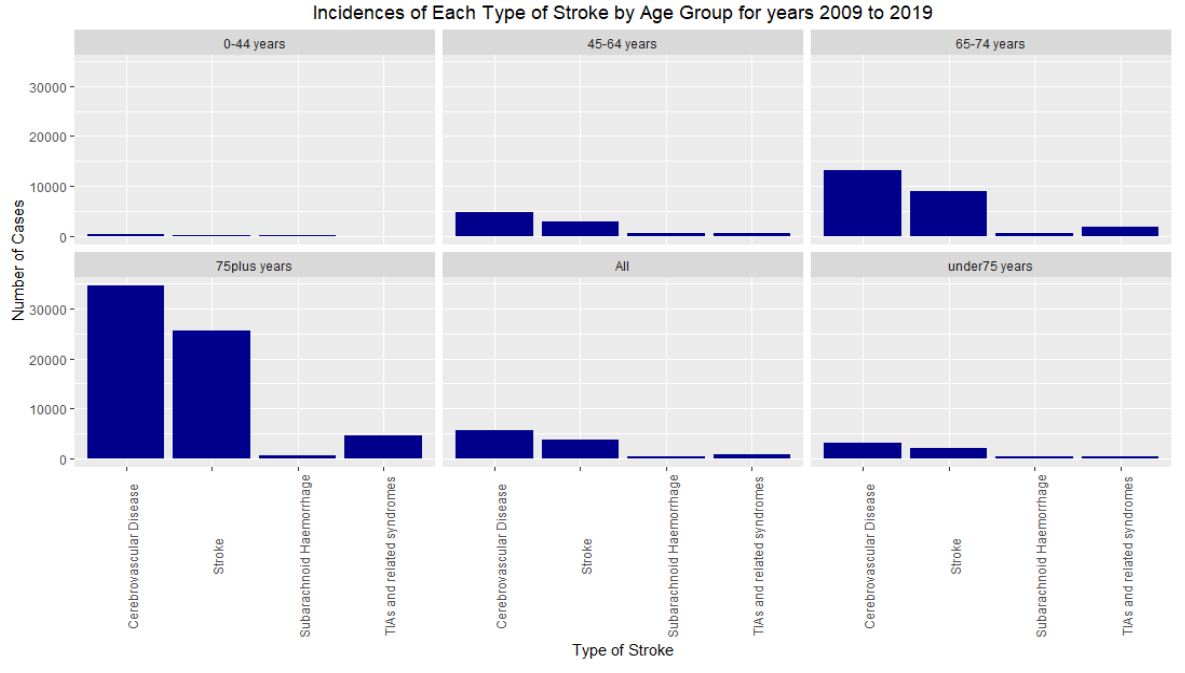 Incidences of Each Type of Stroke by Age Group for years 2009 to 2019
0-44 years
45-64 years
65-74 years
30000
20000
10000
0
Number of Cases
75plus years
All
under75 years
30000
20000
10000
0
Cerebrovascular Disease
Stroke
Subarachnoid Haemorrhage
TIAs and related syndromes
Cerebrovascular Disease
Stroke
Subarachnoid Haemorrhage
TIAs and related syndromes
Cerebrovascular Disease
Stroke
Subarachnoid Haemorrhage
TIAs and related syndromes
Type of Stroke